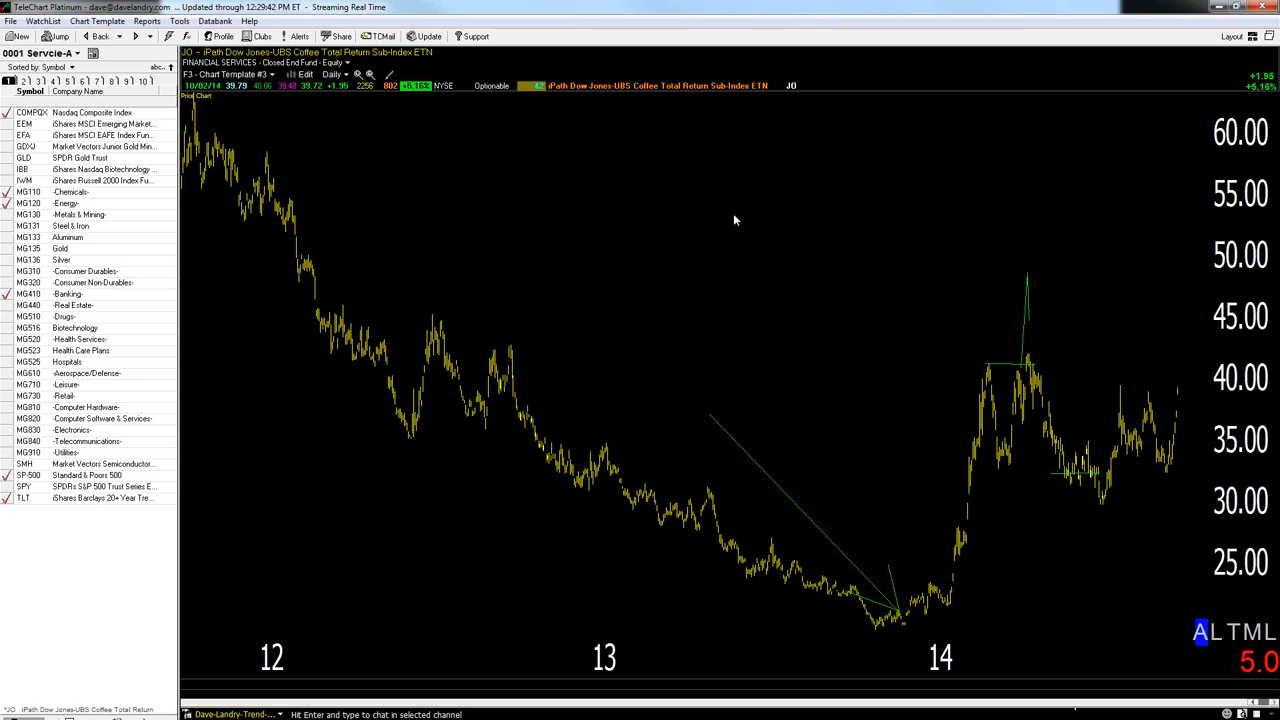 TeleChart Platinum - dave@davelandry.com ... Updated through 12:29:42 PM ET - Streaming Real Time
File WatchList Chart Template Reports Tools Databank Help
New Jump Back Profile Clubs Alerts Share TCMail Update Support Layout
0001 Servcie-A
Sorted by: Symbol abc..
1 2 3 4 5 6 7 8 9 10
Symbol Company Name
COMPQX Nasdaq Composite Index
EEM iShares MSCI Emerging Market...
EFA iShares MSCI EAFE Index Fun...
GDXJ Market Vectors Junior Gold Min...
GLD SPDR Gold Trust
IBB iShares Nasdaq Biotechnology ...
IWM iShares Russell 2000 Index Fu...
MG110 -Chemicals-
MG120 -Energy-
MG130 -Metals & Mining-
MG131 Steel & Iron
MG133 Aluminum
MG135 Gold
MG136 Silver
MG310 -Consumer Durables-
MG320 -Consumer Non-Durables-
MG410 -Banking-
MG440 -Real Estate-
MG510 -Drugs-
MG516 Biotechnology
MG520 -Health Services-
MG523 Health Care Plans
MG525 Hospitals
MG610 -Aerospace/Defense-
MG710 -Leisure-
MG730 -Retail-
MG810 -Computer Hardware-
MG820 -Computer Software & Services-
MG830 -Electronics-
MG840 -Telecommunications-
MG910 -Utilities-
SMH Market Vectors Semiconductor...
SP-500 Standard & Poors 500
SPY SPDRs S&P 500 Trust Series E...
TLT iShares Barclays 20+ Year Tre...
*JO iPath Dow Jones-UBS Coffee Total Return
JO - iPath Dow Jones-UBS Coffee Total Return Sub-Index ETN
FINANCIAL SERVICES - Closed End Fund - Equity
F3 - Chart Template #3 Edit Daily
10/02/14 39.79 40.06 39.48 39.72 +1.95 2256 802 +5.16% NYSE Optionable 42 iPath Dow Jones-UBS Coffee Total Return Sub-Index ETN JO
+1.95
+5.16%
Price Chart
60.00
55.00
50.00
45.00
40.00
35.00
30.00
25.00
ALTML
5.0
12 13 14
Dave-Landry-Trend-... Hit Enter and type to chat in selected channel